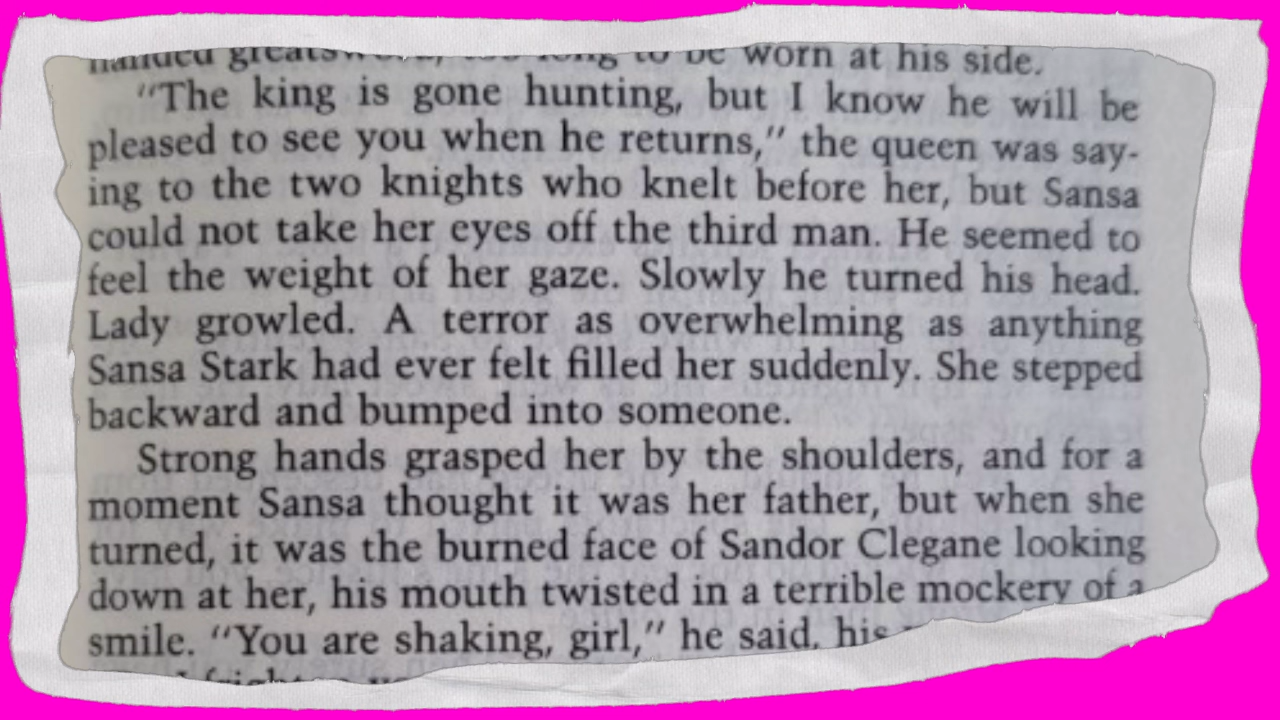 be worn at his side.
"The king is gone hunting, but I know he will be
pleased to see you when he returns," the queen was say-
ing to the two knights who knelt before her, but Sansa
could not take her eyes off the third man. He seemed to
feel the weight of her gaze. Slowly he turned his head.
Lady growled. A terror as overwhelming as anything
Sansa Stark had ever felt filled her suddenly. She stepped
backward and bumped into someone.
Strong hands grasped her by the shoulders, and for a
moment Sansa thought it was her father, but when she
turned, it was the burned face of Sandor Clegane looking
down at her, his mouth twisted in a terrible mockery of a
smile. "You are shaking, girl," he said, his